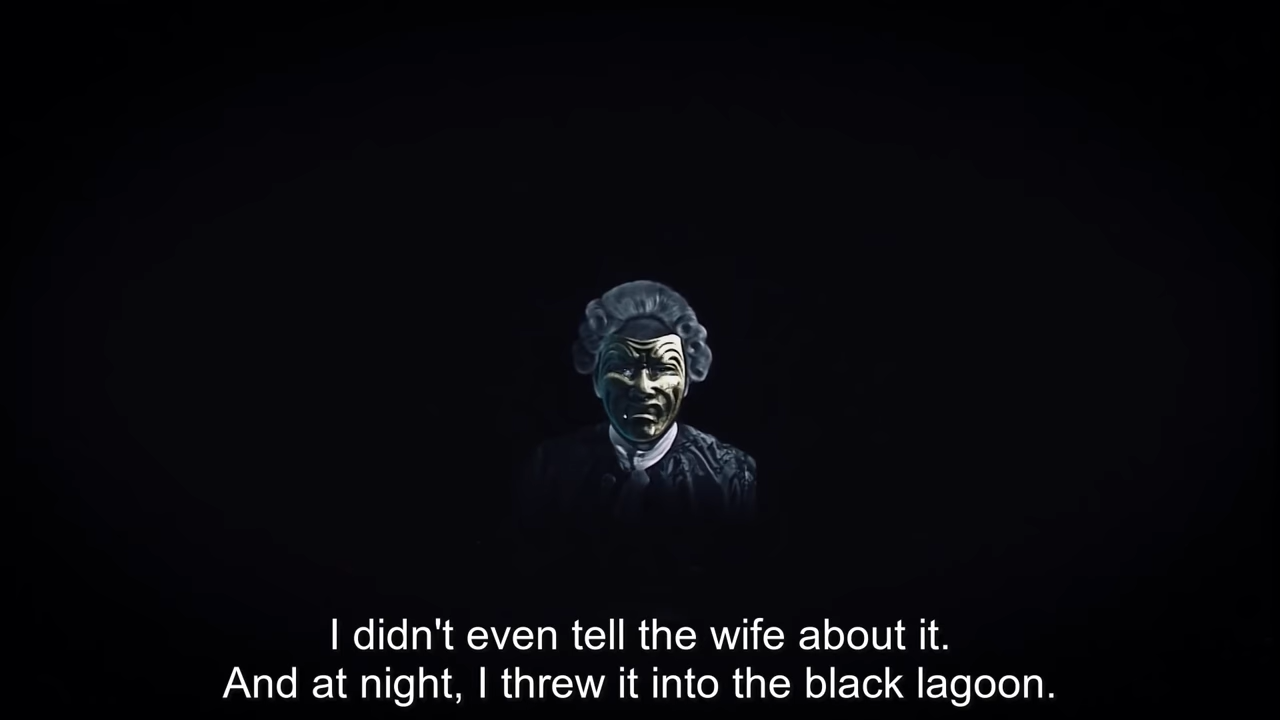 I didn't even tell the wife about it.
And at night, I threw it into the black lagoon.